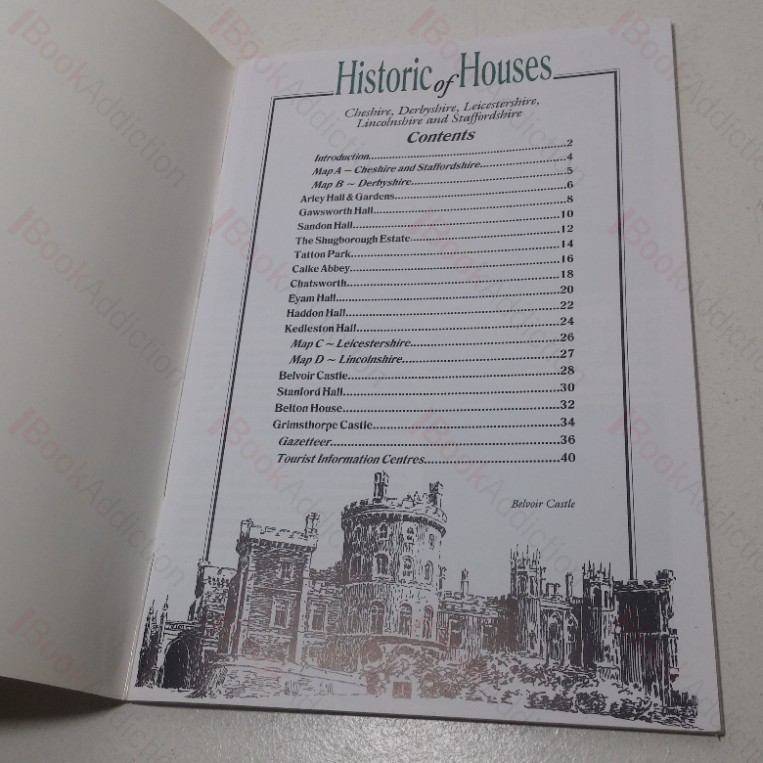 Historic of Houses
Cheshire, Derbyshire, Leicestershire,
Lincolnshire and Staffordshire
Contents
Introduction....2
Map A ~ Cheshire and Staffordshire....4
Map B ~ Derbyshire....5
Arley Hall & Gardens....6
Gawsworth Hall....8
Sandon Hall....10
The Shugborough Estate....12
Tatton Park....14
Calke Abbey....16
Chatsworth....18
Eyam Hall....20
Haddon Hall....22
Kedleston Hall....24
Map C ~ Leicestershire....26
Map D ~ Lincolnshire....27
Belvoir Castle....28
Stanford Hall....30
Belton House....32
Grimsthorpe Castle....34
Gazetteer....36
Tourist Information Centres....40
Belvoir Castle
1
BookAddiction